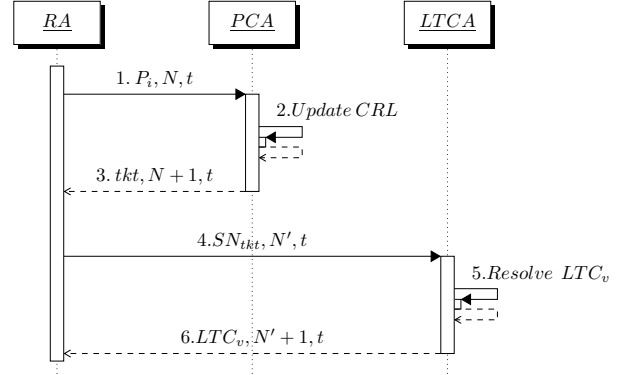 RA PCA LTCA
1. P_i, N, t
2.Update CRL
3. tkt, N + 1, t
4.SN_tkt, N′, t
5.Resolve LTC_v
6.LTC_v, N′ + 1, t